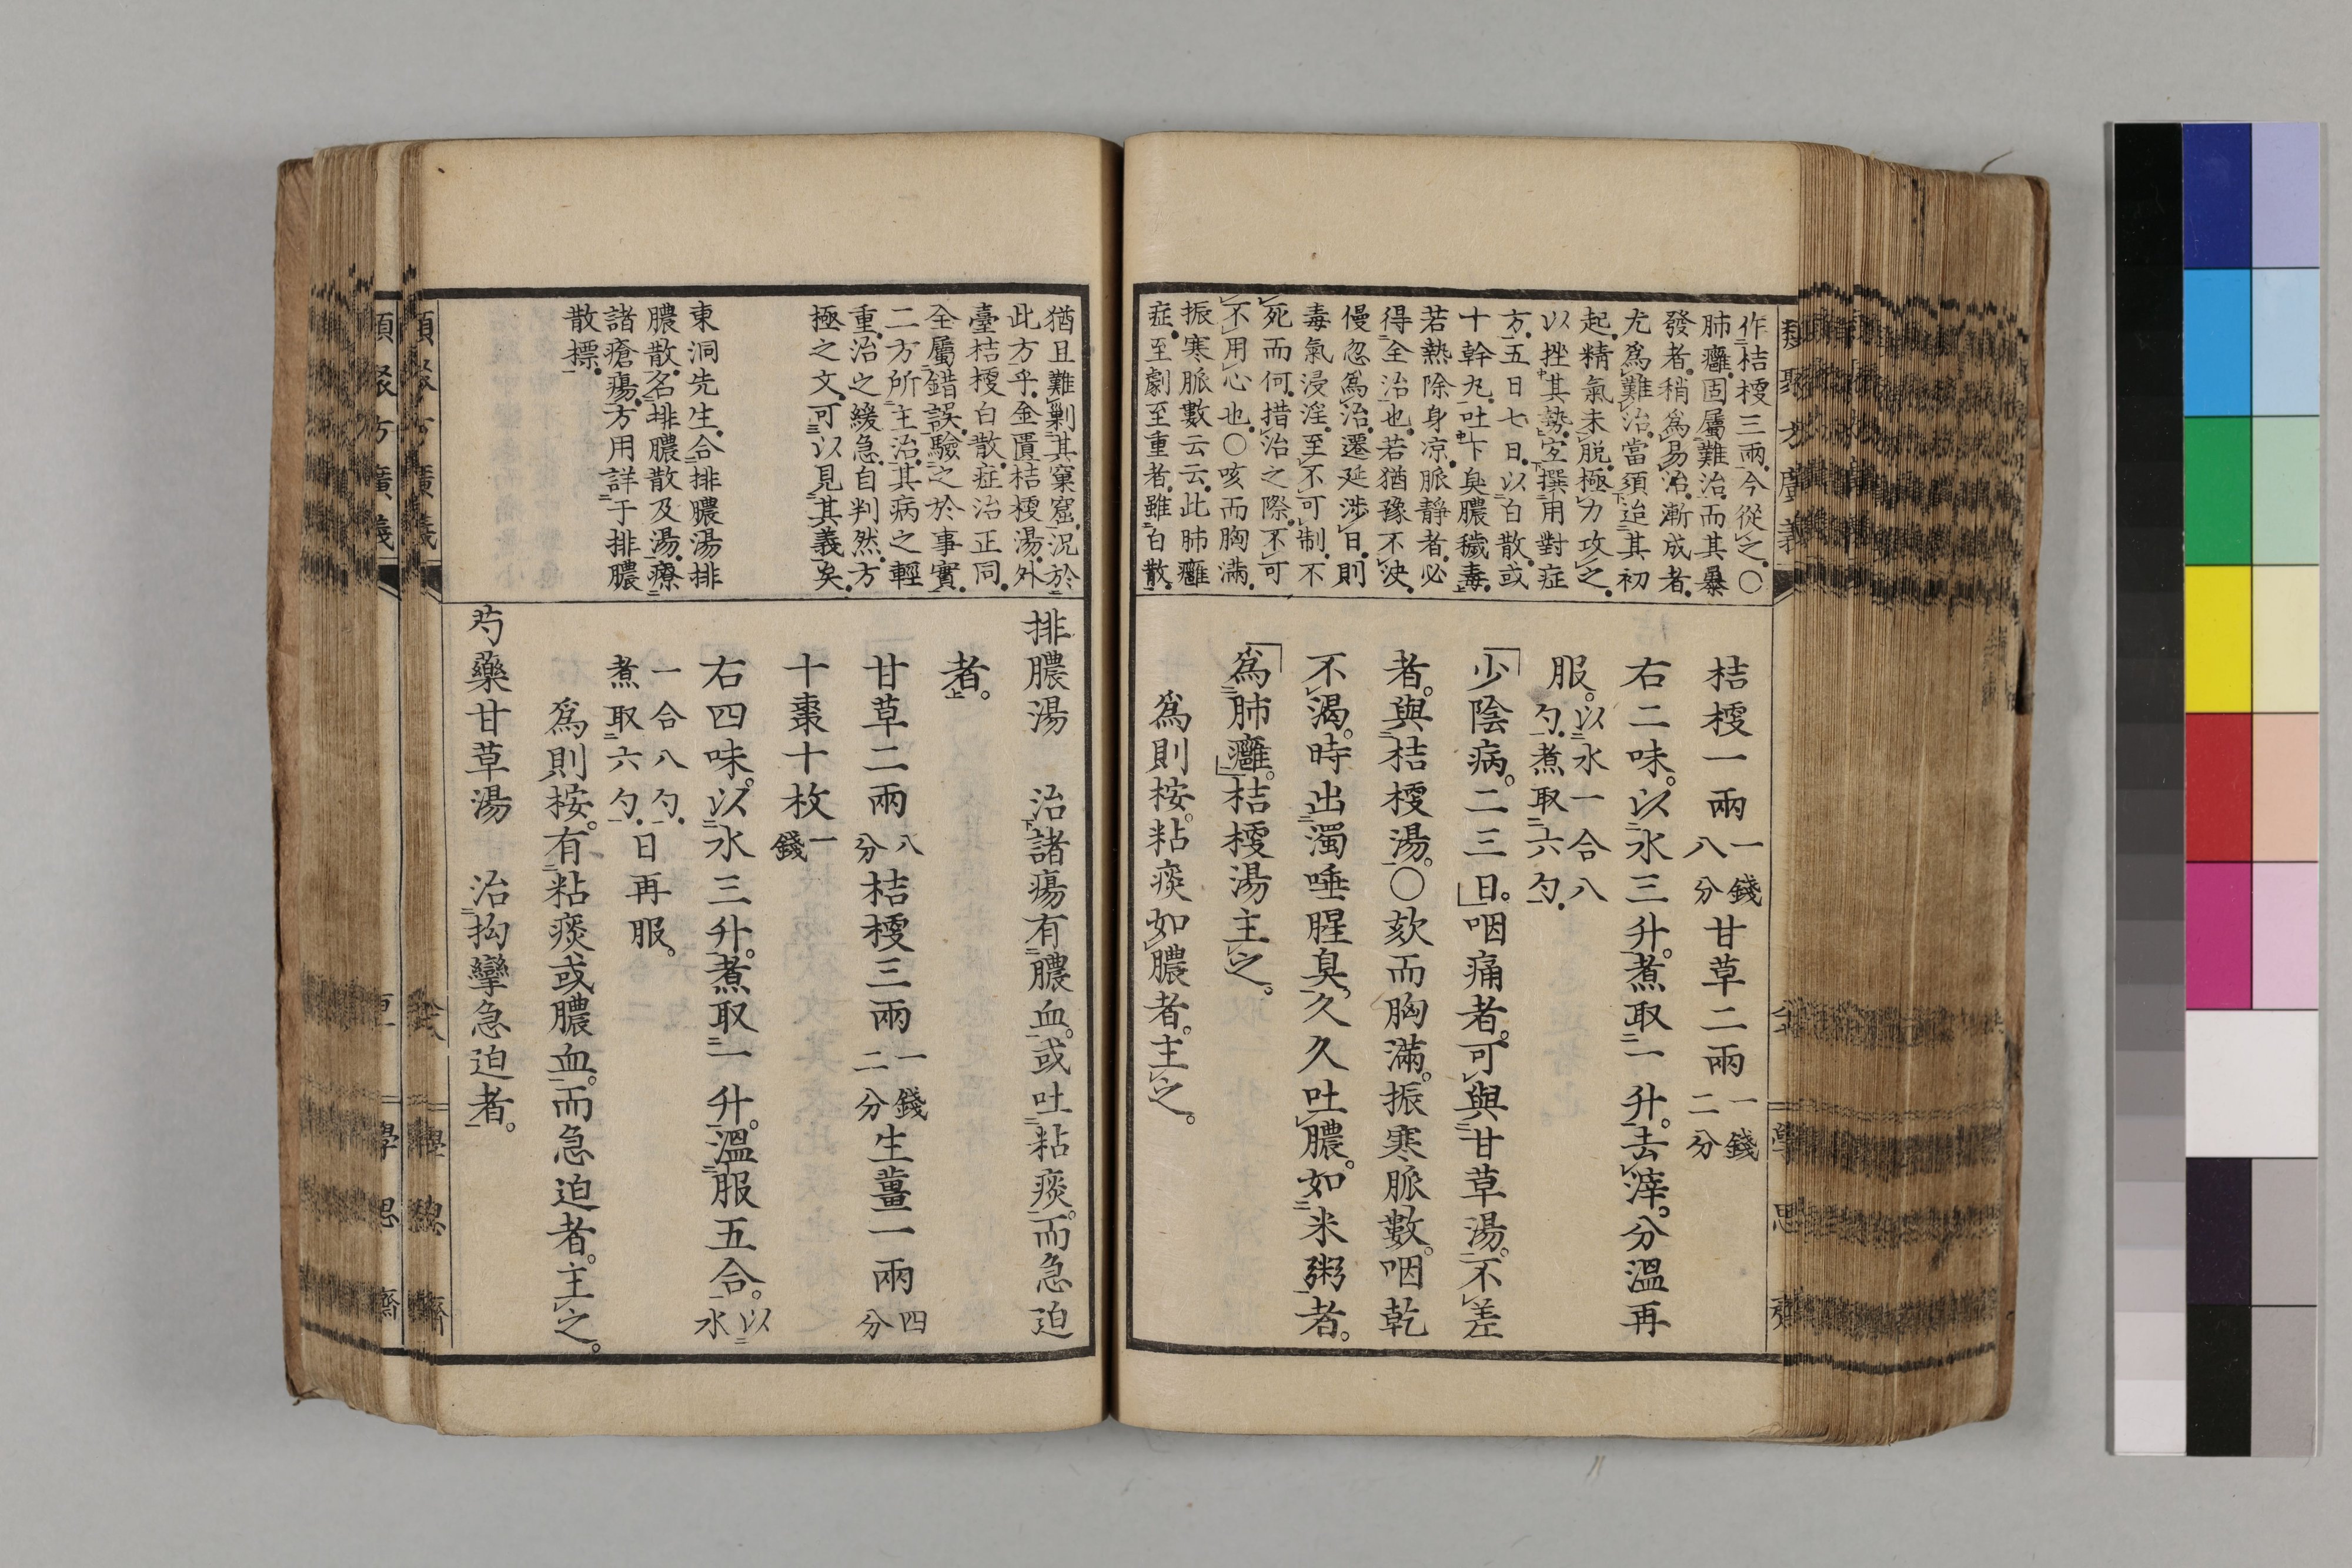 類聚方廣義
作桔梗三兩今從之〇
肺癰固屬難治而其暴
發者稍爲易治漸成者
尤爲難治當須迨其初
起精氣未脱極力攻之
以挫其勢宜撰用對症
方五日七日以白散或
十幹丸吐下臭膿穢毒
若熱除身凉脈靜者必
得全治也若猶豫不決
慢忽爲治遷延涉日則
毒氣浸淫至不可制不
死而何措治之際不可
不用心也〇咳而胸滿
振寒脈數云云此肺癰
症至劇至重者雖白散
桔梗一兩一錢八分甘草二兩一錢二分
右二味。以水三升。煮取一升。去滓。分溫再
服。以水一合八勺煮取六勺
「少陰病。二三日」。咽痛者。可與甘草湯。不差
者。與桔梗湯。〇欬而胸滿。振寒脈數。咽乾
不渴。時出濁唾腥臭、久久吐膿。如米粥者。
「爲肺癰」。桔梗湯主之。
爲則桉。粘痰如膿者。主之。
學思齋
猶且難剿其窠窟況於
此方乎金匱桔梗湯外
臺桔梗白散症治正同
全屬錯誤驗之於事實
二方所主治其病之輕
重治之緩急自判然方
極之文可以見其義矣
東洞先生合排膿湯排
膿散名排膿散及湯療
諸瘡瘍方用詳于排膿
散標
排膿湯 治諸瘍有膿血。或吐粘痰。而急迫
者。
甘草二兩八分桔梗三兩一錢二分生薑一兩四分
十棗十枚一錢
右四味。以水三升。煮取一升。溫服五合。以水
一合八勺煮取六勺日再服。
爲則桉。有粘痰或膿血。而急迫者。主之。
芍藥甘草湯 治拘攣急迫者。